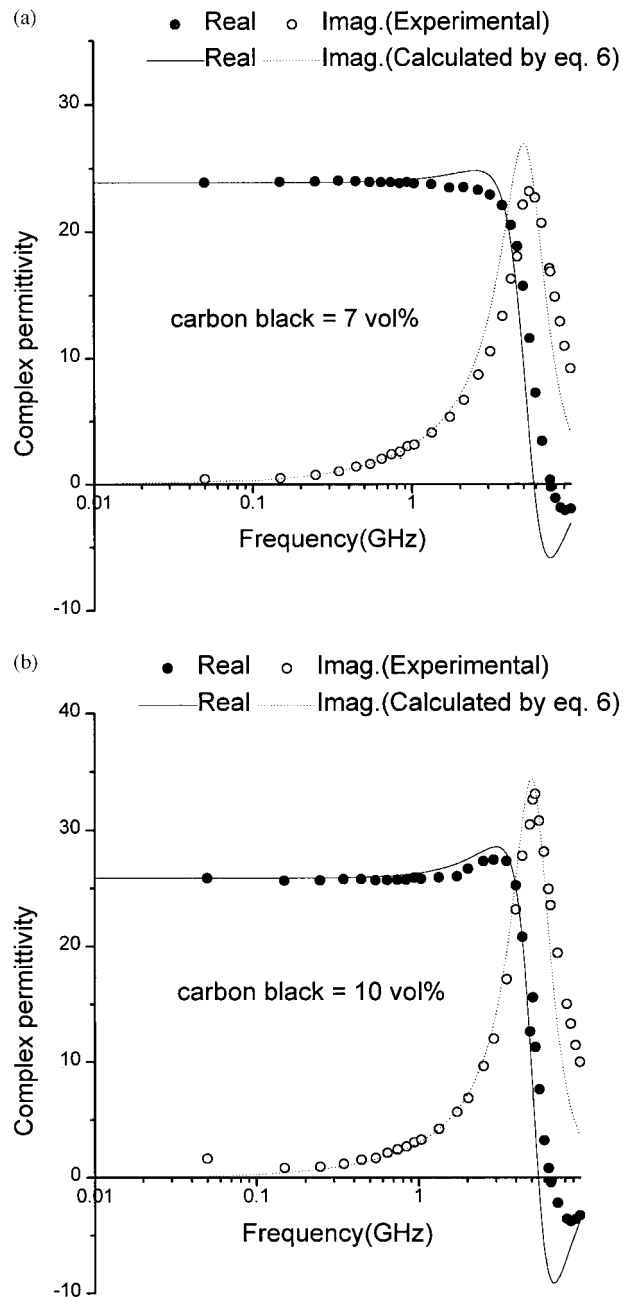 (a)
Real Imag.(Experimental)
Real Imag.(Calculated by eq. 6)
30
20
10
0
-10
Complex permittivity
carbon black = 7 vol%
0.01 0.1 1
Frequency(GHz)
(b)
Real Imag.(Experimental)
Real Imag.(Calculated by eq. 6)
40
30
20
10
0
-10
Complex permittivity
carbon black = 10 vol%
0.01 0.1 1
Frequency(GHz)